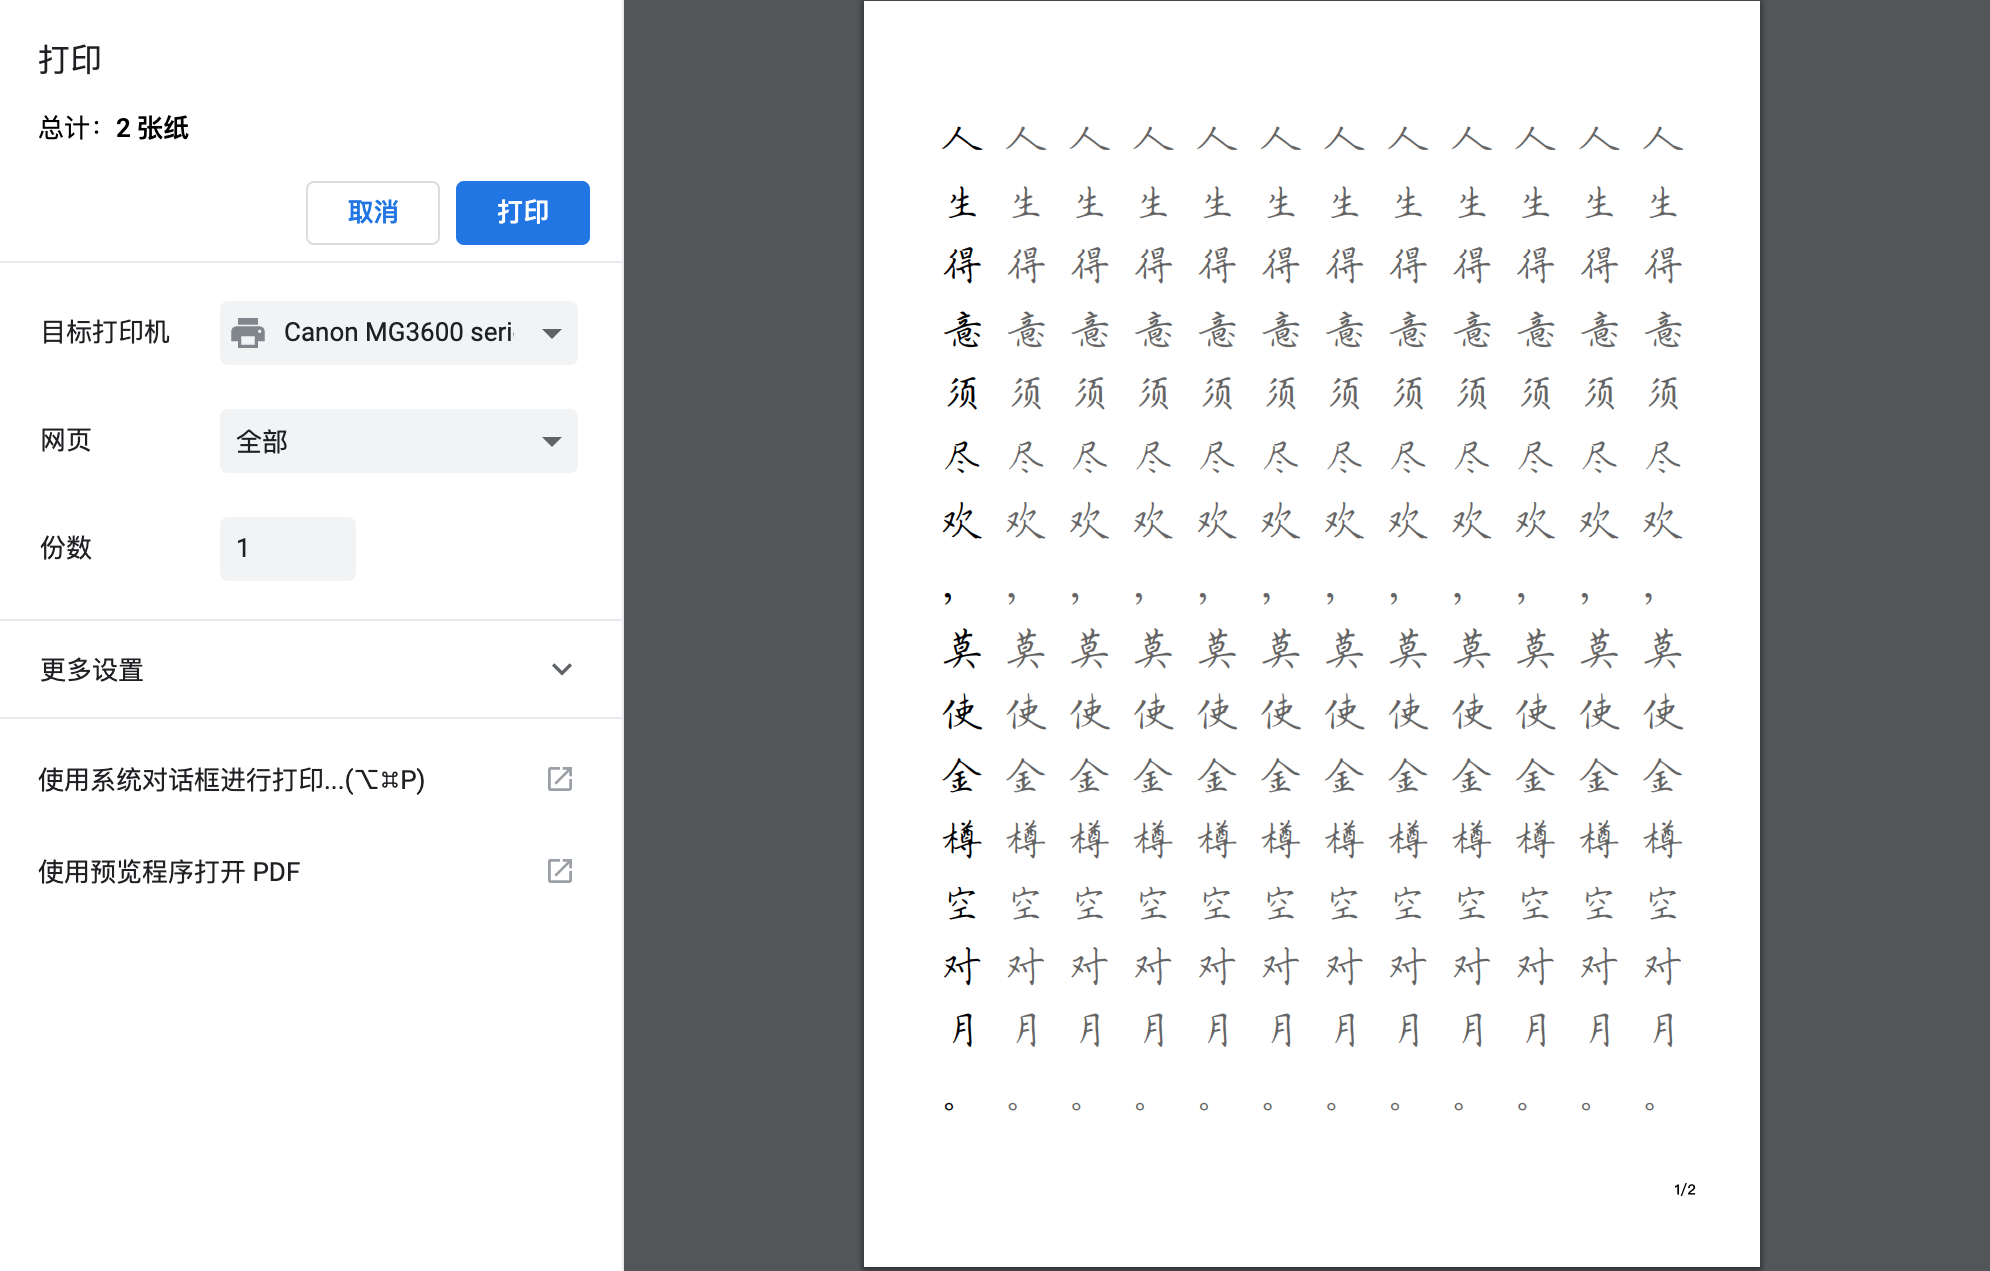 打印
总计：2 张纸
取消 打印
目标打印机 Canon MG3600 seri
网页 全部
份数 1
更多设置
使用系统对话框进行打印...(⌥⌘P)
使用预览程序打开 PDF
人人人人人人人人人人人人
生生生生生生生生生生生生
得得得得得得得得得得得得
意意意意意意意意意意意意
须须须须须须须须须须须须
尽尽尽尽尽尽尽尽尽尽尽尽
欢欢欢欢欢欢欢欢欢欢欢欢
，，，，，，，，，，，，
莫莫莫莫莫莫莫莫莫莫莫莫
使使使使使使使使使使使使
金金金金金金金金金金金金
樽樽樽樽樽樽樽樽樽樽樽樽
空空空空空空空空空空空空
对对对对对对对对对对对对
月月月月月月月月月月月月
。。。。。。。。。。。。
1/2